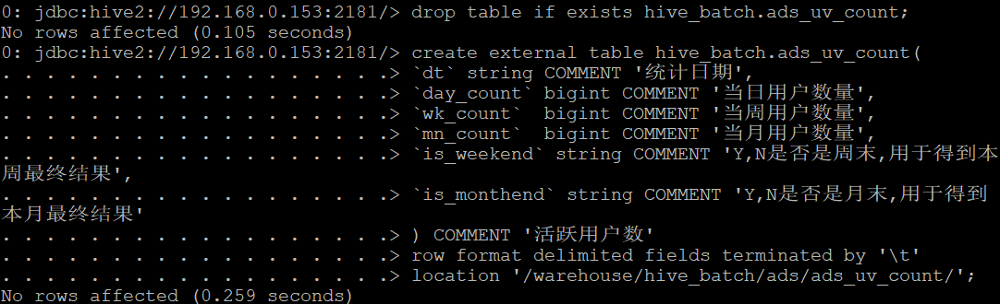 0: jdbc:hive2://192.168.0.153:2181/> drop table if exists hive_batch.ads_uv_count;
No rows affected (0.105 seconds)
0: jdbc:hive2://192.168.0.153:2181/> create external table hive_batch.ads_uv_count(
. . . . . . . . . . . . . . . . . .> `dt` string COMMENT '统计日期',
. . . . . . . . . . . . . . . . . .> `day_count` bigint COMMENT '当日用户数量',
. . . . . . . . . . . . . . . . . .> `wk_count`  bigint COMMENT '当周用户数量',
. . . . . . . . . . . . . . . . . .> `mn_count`  bigint COMMENT '当月用户数量',
. . . . . . . . . . . . . . . . . .> `is_weekend` string COMMENT 'Y,N是否是周末,用于得到本
周最终结果',
. . . . . . . . . . . . . . . . . .> `is_monthend` string COMMENT 'Y,N是否是月末,用于得到
本月最终结果'
. . . . . . . . . . . . . . . . . .> ) COMMENT '活跃用户数'
. . . . . . . . . . . . . . . . . .> row format delimited fields terminated by '\t'
. . . . . . . . . . . . . . . . . .> location '/warehouse/hive_batch/ads/ads_uv_count/';
No rows affected (0.259 seconds)